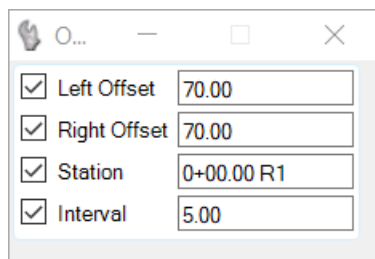 O...
Left Offset 70.00
Right Offset 70.00
Station 0+00.00 R1
Interval 5.00